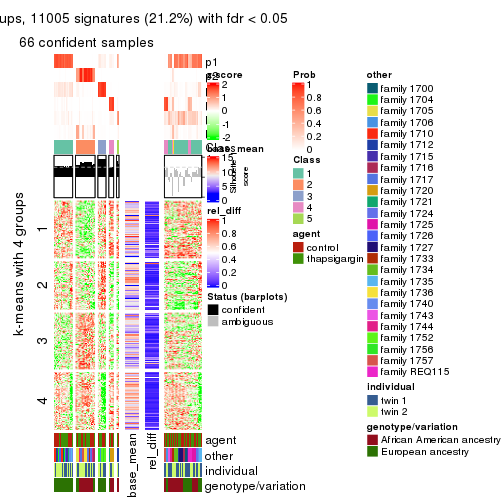 ups, 11005 signatures (21.2%) with fdr < 0.05
66 confident samples
p1
z-score
2
1
0
-1
-2
Class
base_mean
15
10
5
0
silhouette
score
rel_diff
1
0.8
0.6
0.4
0.2
0
Status (barplots)
confident
ambiguous
Prob
1
0.8
0.6
0.4
0.2
0
Class
1
2
3
4
5
agent
control
thapsigargin
other
family 1700
family 1704
family 1705
family 1706
family 1710
family 1712
family 1715
family 1716
family 1717
family 1720
family 1721
family 1724
family 1725
family 1726
family 1727
family 1733
family 1734
family 1735
family 1736
family 1740
family 1743
family 1744
family 1752
family 1756
family 1757
family REQ115
individual
twin 1
twin 2
genotype/variation
African American ancestry
European ancestry
k-means with 4 groups
1
2
3
4
base_mean
rel_diff
agent
other
individual
genotype/variation